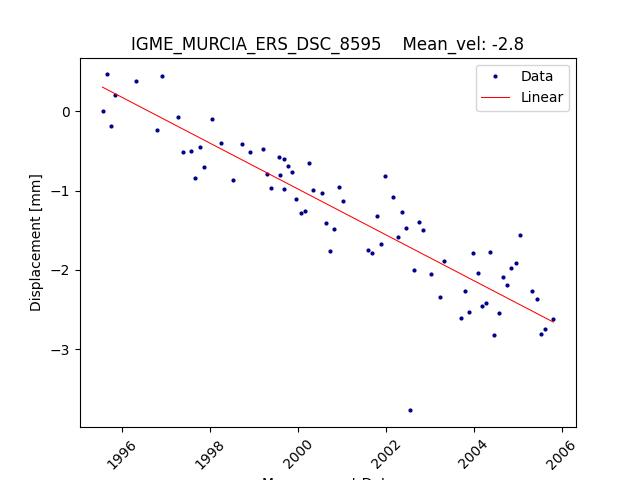 IGME_MURCIA_ERS_DSC_8595    Mean_vel: -2.8
Data
Linear
Displacement [mm]
0
−1
−2
−3
1996
1998
2000
2002
2004
2006